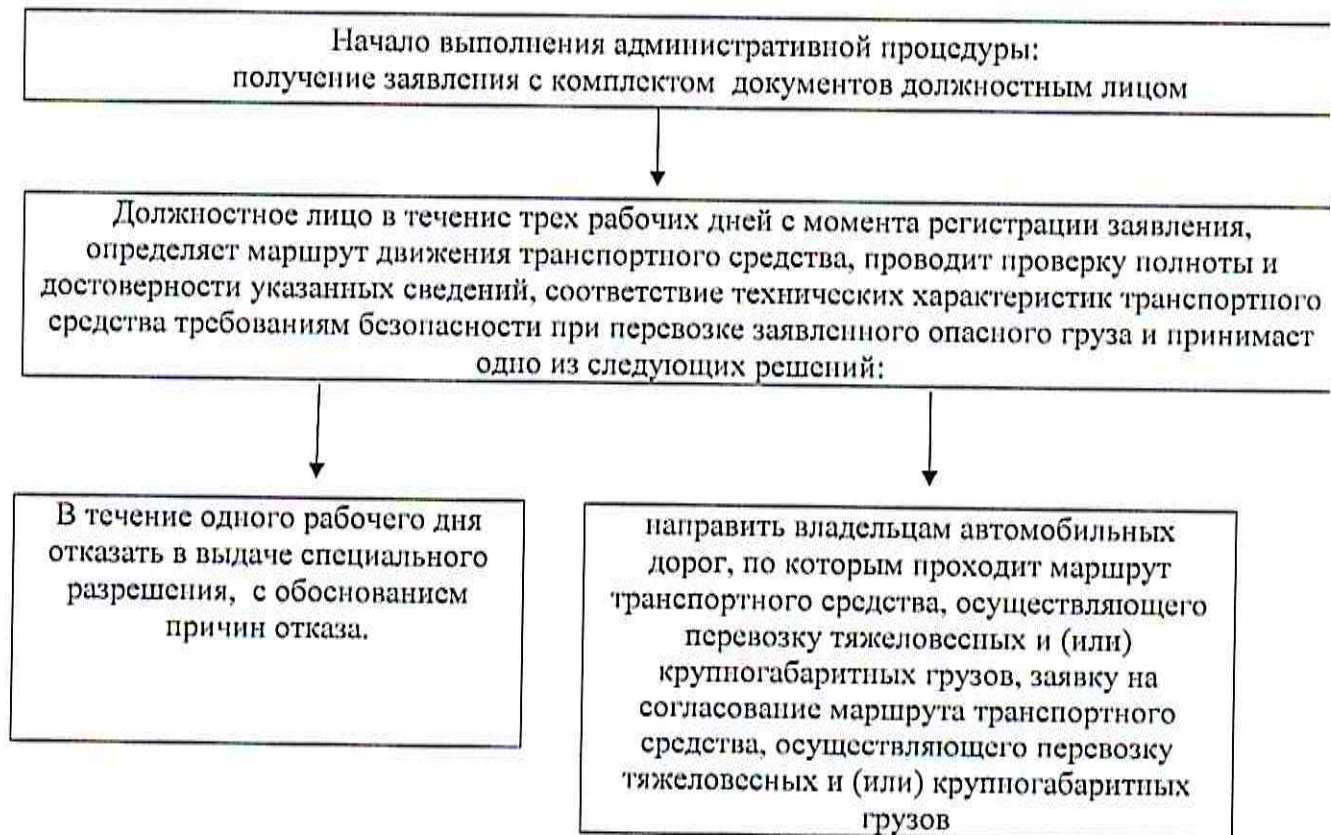 Начало выполнения административной процедуры:
получение заявления с комплектом документов должностным лицом
Должностное лицо в течение трех рабочих дней с момента регистрации заявления,
определяет маршрут движения транспортного средства, проводит проверку полноты и
достоверности указанных сведений, соответствие технических характеристик транспортного
средства требованиям безопасности при перевозке заявленного опасного груза и принимает
одно из следующих решений:
В течение одного рабочего дня
отказать в выдаче специального
разрешения, с обоснованием
причин отказа.
направить владельцам автомобильных
дорог, по которым проходит маршрут
транспортного средства, осуществляющего
перевозку тяжеловесных и (или)
крупногабаритных грузов, заявку на
согласование маршрута транспортного
средства, осуществляющего перевозку
тяжеловесных и (или) крупногабаритных
грузов